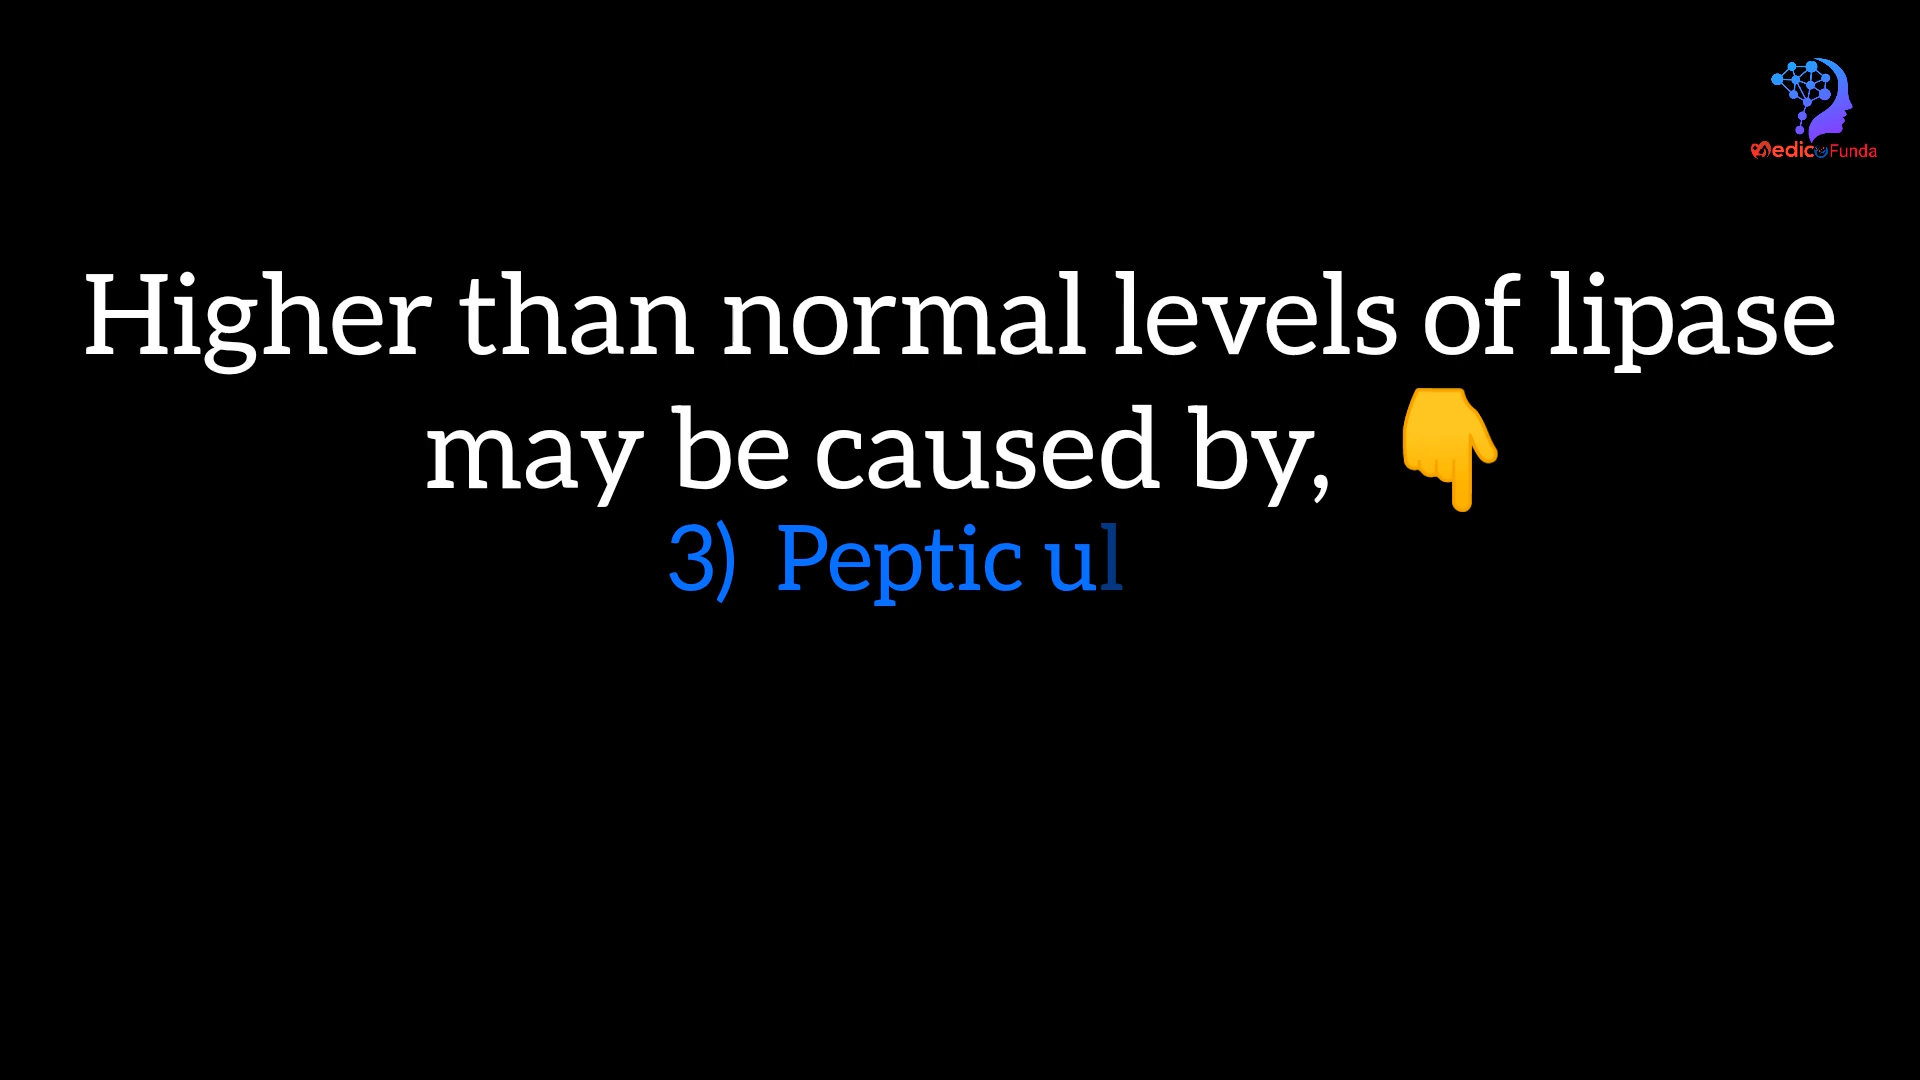 MedicoFunda
Higher than normal levels of lipase
may be caused by, 👇
3) Peptic ul